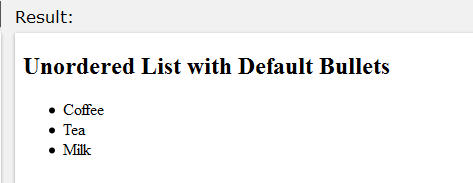 Result:
Unordered List with Default Bullets
• Coffee
• Tea
• Milk